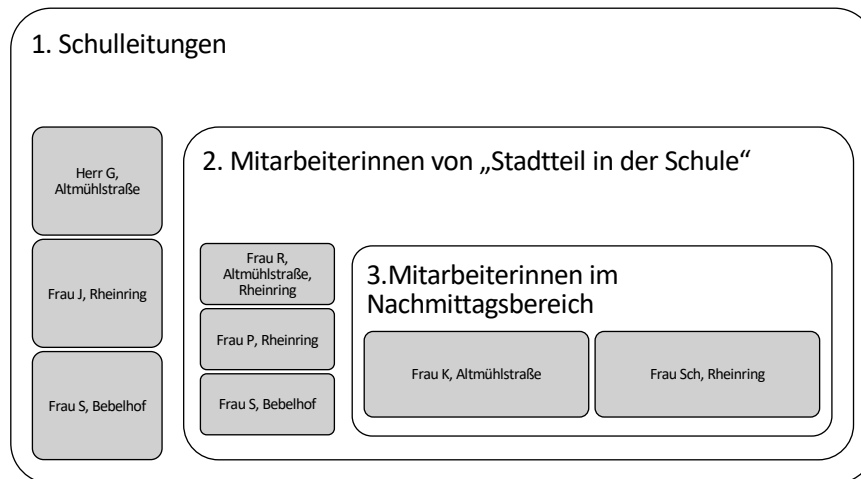 1. Schulleitungen
Herr G,
Altmühlstraße
Frau J, Rheinring
Frau S, Bebelhof
2. Mitarbeiterinnen von „Stadtteil in der Schule“
Frau R,
Altmühlstraße,
Rheinring
Frau P, Rheinring
Frau S, Bebelhof
3.Mitarbeiterinnen im
Nachmittagsbereich
Frau K, Altmühlstraße
Frau Sch, Rheinring